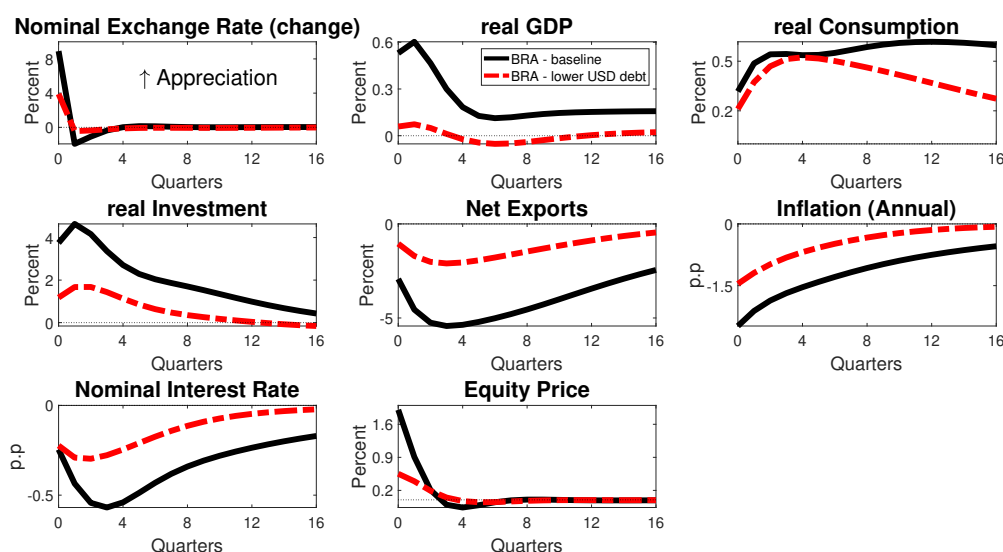 Nominal Exchange Rate (change)
Percent
8
4
0
↑ Appreciation
0 4 8 12 16
Quarters
real GDP
0.6
0.3
0
BRA - baseline
BRA - lower USD debt
0 4 8 12 16
Quarters
real Consumption
Percent
0.5
0.2
0 4 8 12 16
Quarters
real Investment
Percent
4
2
0
0 4 8 12 16
Quarters
Net Exports
Percent
0
-5
0 4 8 12 16
Quarters
Inflation (Annual)
p.p
0
-1.5
0 4 8 12 16
Quarters
Nominal Interest Rate
p.p
0
-0.5
0 4 8 12 16
Quarters
Equity Price
Percent
1.6
0.9
0.2
0 4 8 12 16
Quarters